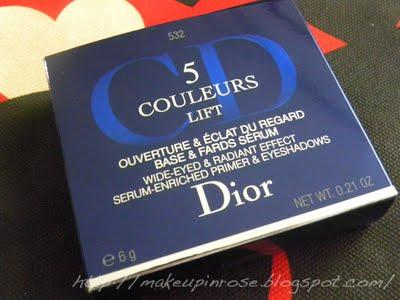 532
CD
5
COULEURS
LIFT
OUVERTURE & ÉCLAT DU REGARD
BASE & FARDS SÉRUM
WIDE-EYED & RADIANT EFFECT
SERUM-ENRICHED PRIMER & EYESHADOWS
Dior
℮ 6 g
NET WT. 0.21 OZ
http://makeupinrose.blogspot.com/